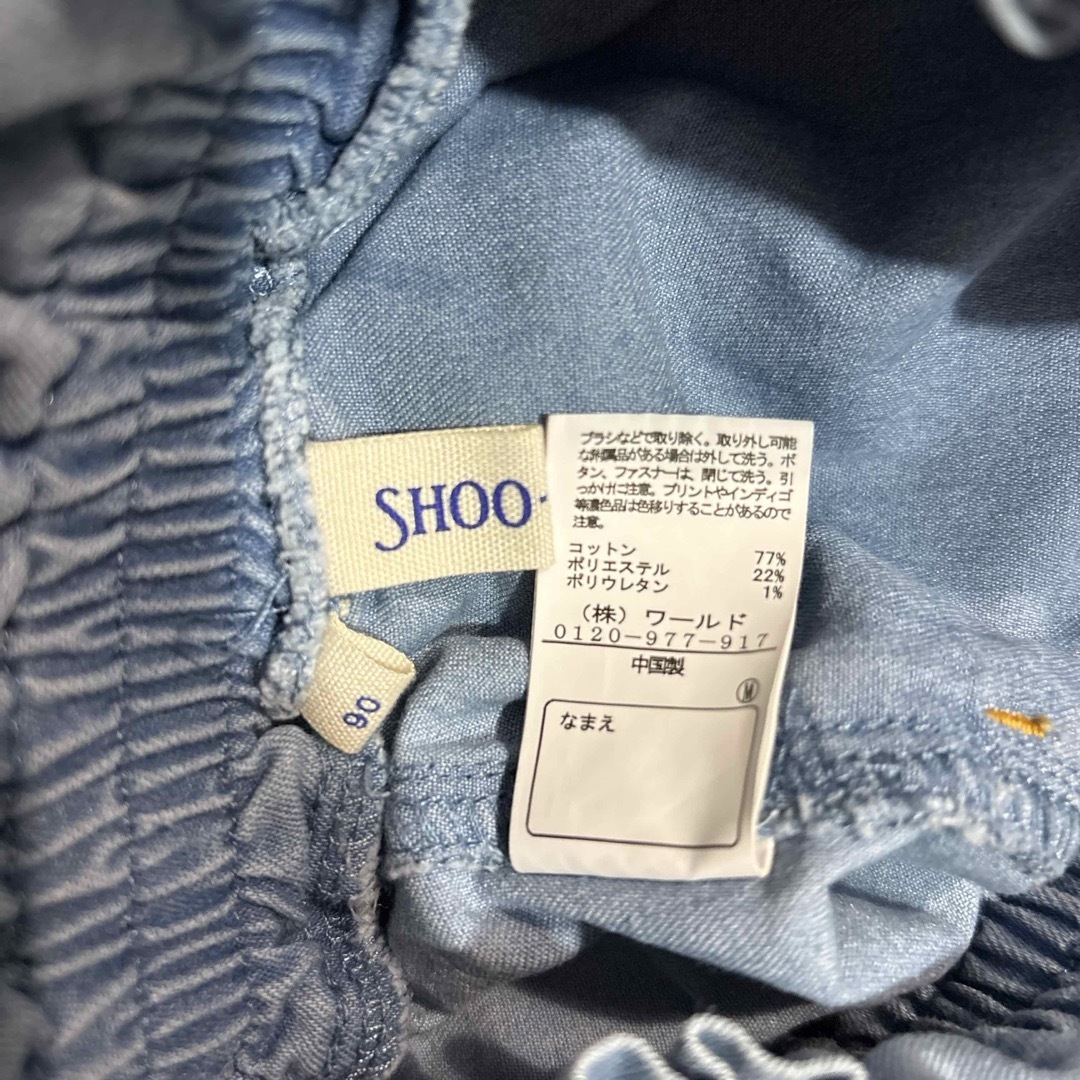 SHOO-
90
ブラシなどで取り除く。取り外し可能
な附属品がある場合は外して洗う。ボ
タン、ファスナーは、閉じて洗う。引
っかけに注意。プリントやインディゴ
等濃色品は色移りすることがあるので
注意。
コットン 77%
ポリエステル 22%
ポリウレタン 1%
(株) ワールド
0120-977-917
中国製
Ⓜ
なまえ